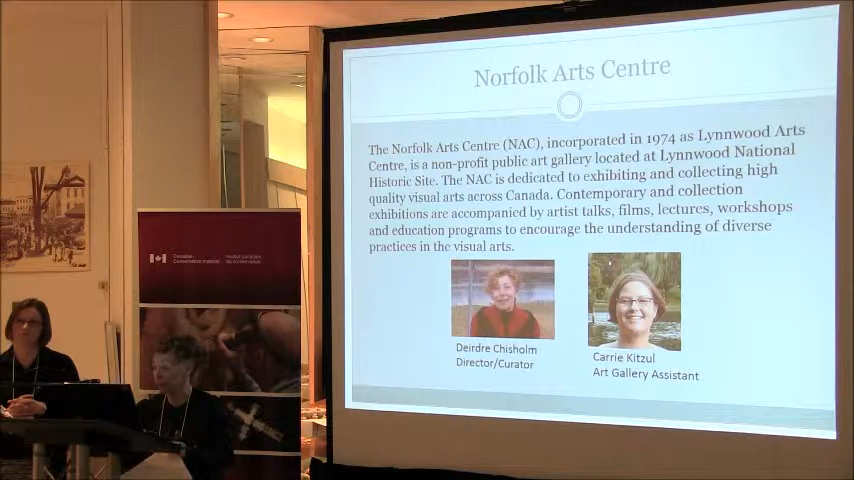 Norfolk Arts Centre
The Norfolk Arts Centre (NAC), incorporated in 1974 as Lynnwood Arts
Centre, is a non-profit public art gallery located at Lynnwood National
Historic Site. The NAC is dedicated to exhibiting and collecting high
quality visual arts across Canada. Contemporary and collection
exhibitions are accompanied by artist talks, films, lectures, workshops
and education programs to encourage the understanding of diverse
practices in the visual arts.
Deirdre Chisholm
Director/Curator
Carrie Kitzul
Art Gallery Assistant
Canadian
Conservation Institute